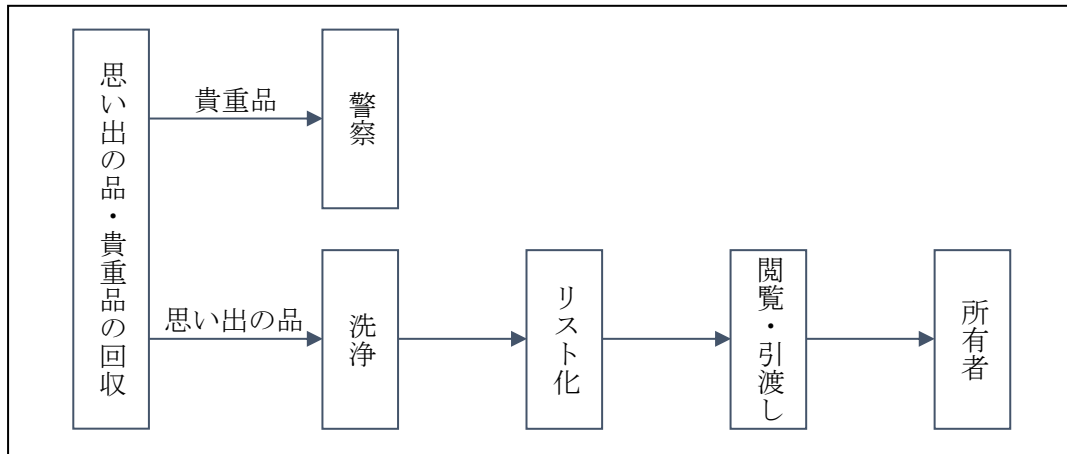 思い出の品・貴重品の回収
貴重品
警察
思い出の品
洗浄
リスト化
閲覧・引渡し
所有者